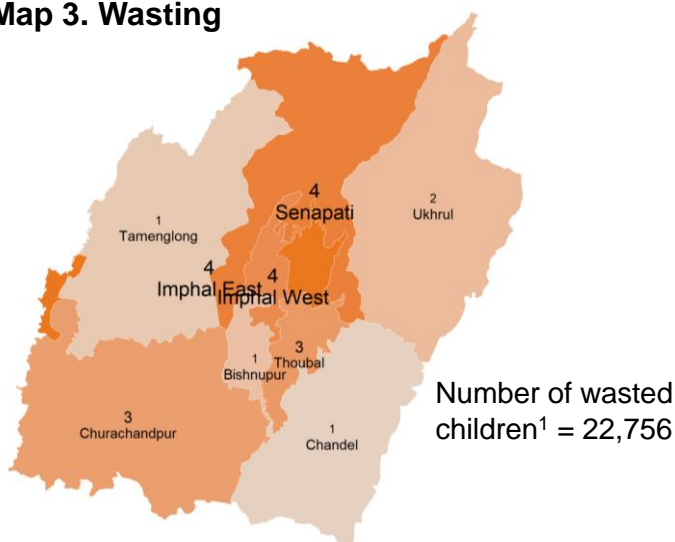 Map 3. Wasting
4
Senapati
2
Ukhrul
1
Tamenglong
4
Imphal East
4
Imphal West
3
Thoubal
1
Bishnupur
3
Churachandpur
1
Chandel
Number of wasted
children¹ = 22,756